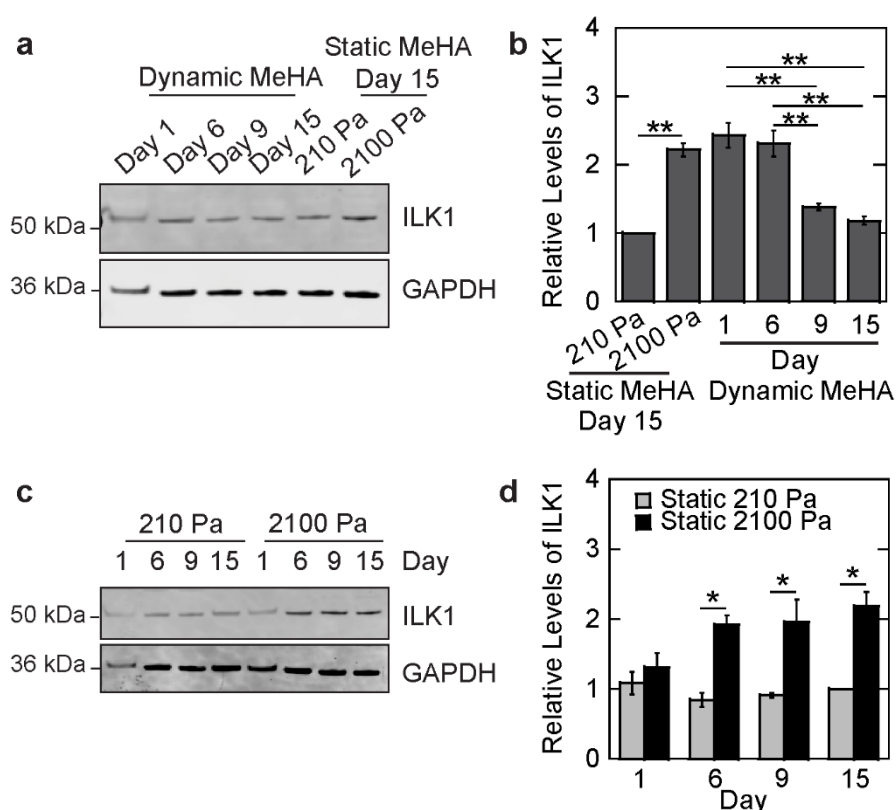 a
Static MeHA
Day 15
Dynamic MeHA
Day 1
Day 6
Day 9
Day 15
210 Pa
2100 Pa
50 kDa
ILK1
36 kDa
GAPDH
b
Relative Levels of ILK1
4
3
2
1
0
**
**
**
**
**
210 Pa
2100 Pa
1 6 9 15
Day
Static MeHA
Day 15
Dynamic MeHA
c
210 Pa 2100 Pa
1 6 9 15 1 6 9 15 Day
50 kDa
ILK1
36 kDa
GAPDH
d
Relative Levels of ILK1
4
3
2
1
0
Static 210 Pa
Static 2100 Pa
* * *
1 6 9 15
Day